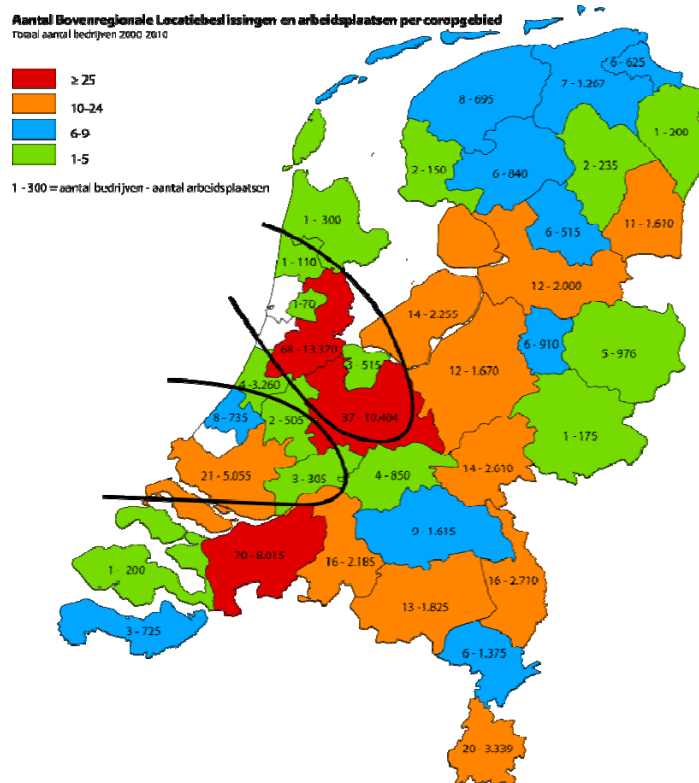 Aantal Bovenregionale Locatiebeslissingen en arbeidsplaatsen per coropgebied
Totaal aantal bedrijven 2000-2010
≥ 25
10-24
6-9
1-5
1 - 300 = aantal bedrijven - aantal arbeidsplaatsen
6 - 625
7 - 1.267
8 - 695
1 - 200
2 - 235
2 - 150
6 - 840
1 - 300
11 - 1.610
6 - 515
1 - 110
12 - 2.000
1-70
14 - 2.255
68 - 13.370
6 - 910
5 - 976
3 - 515
12 - 1.670
4-3.260
8 - 735
2 - 505
37 - 10.404
1 - 175
21 - 5.055
3 - 305
4 - 850
14 - 2.610
9 - 1.615
70 - 8.015
16 - 2.185
1 - 200
16 - 2.710
13 - 1.825
3 - 725
6 - 1.375
20 - 3.339